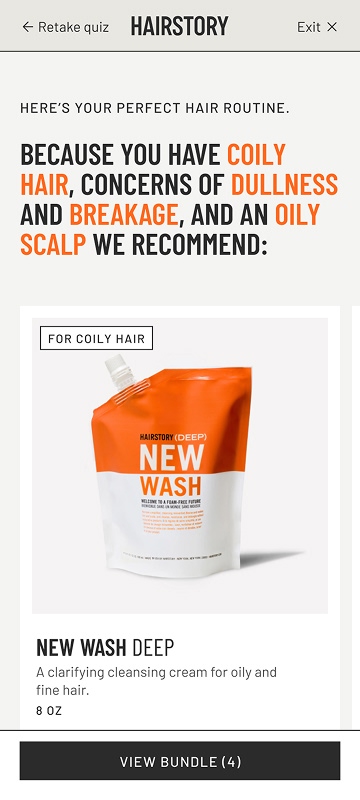 ← Retake quiz
HAIRSTORY
Exit ×
HERE'S YOUR PERFECT HAIR ROUTINE.
BECAUSE YOU HAVE COILY
HAIR, CONCERNS OF DULLNESS
AND BREAKAGE, AND AN OILY
SCALP WE RECOMMEND:
FOR COILY HAIR
HAIRSTORY (DEEP)
NEW
WASH
WELCOME TO A FOAM-FREE FUTURE
NEW WASH DEEP
A clarifying cleansing cream for oily and
fine hair.
8 OZ
VIEW BUNDLE (4)